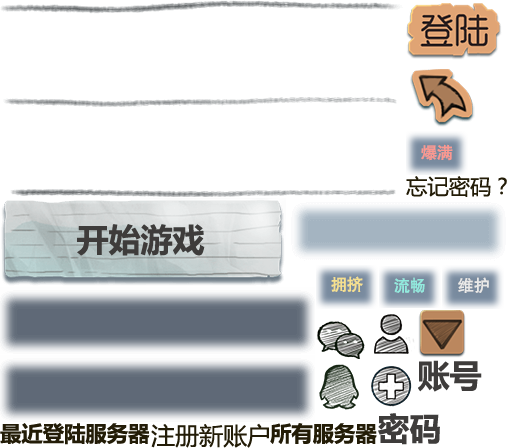 登陆
爆满
忘记密码？
开始游戏
拥挤
流畅
维护
账号
最近登陆服务器
注册新账户
所有服务器
密码